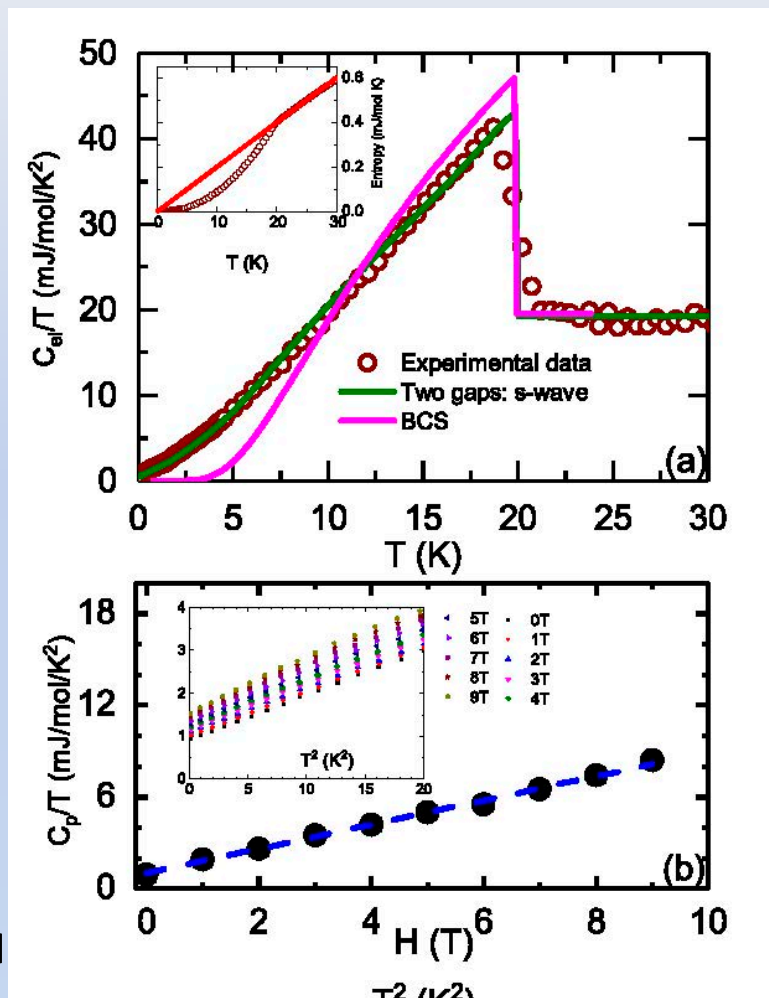 50
40
30
20
10
0
C_el/T (mJ/mol/K²)
0.6
0.4
0.2
0.0
Entropy (mJ/mol K)
0 10 20 30
T (K)
Experimental data
Two gaps: s-wave
BCS
(a)
0 5 10 15 20 25 30
T (K)
18
12
6
0
C_p/T (mJ/mol/K²)
4
3
2
1
0
0 5 10 15 20
T² (K²)
5T 0T
6T 1T
7T 2T
8T 3T
9T 4T
(b)
0 2 4 6 8 10
H (T)
T² (K²)